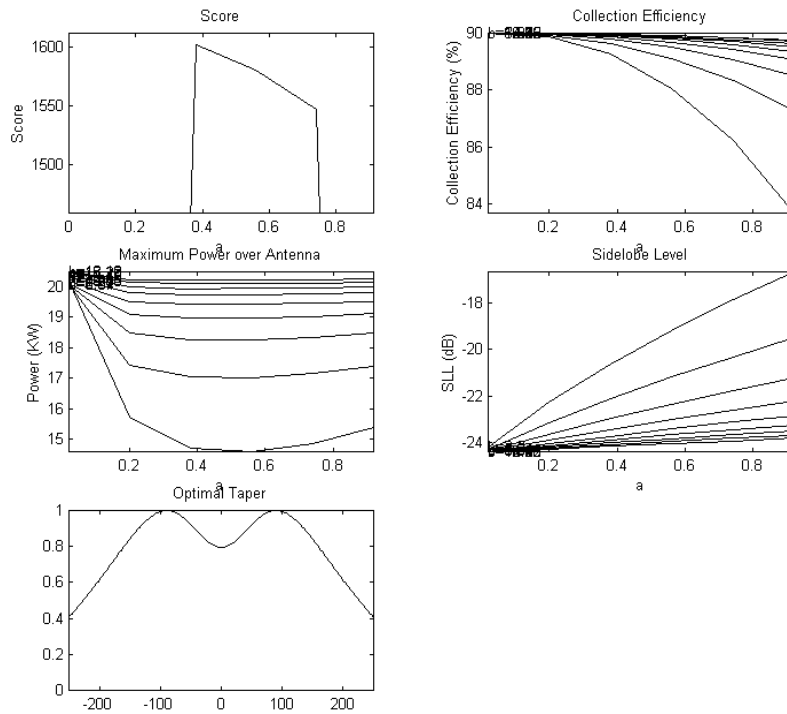 Score
1600
1550
1500
Score
0 0.2 0.4 0.6 0.8
a
Collection Efficiency
90
88
86
84
Collection Efficiency (%)
0.2 0.4 0.6 0.8
a
Maximum Power over Antenna
20
19
18
17
16
15
Power (KW)
0.2 0.4 0.6 0.8
a
Sidelobe Level
-18
-20
-22
-24
SLL (dB)
0.2 0.4 0.6 0.8
a
Optimal Taper
1
0.8
0.6
0.4
0.2
0
-200 -100 0 100 200